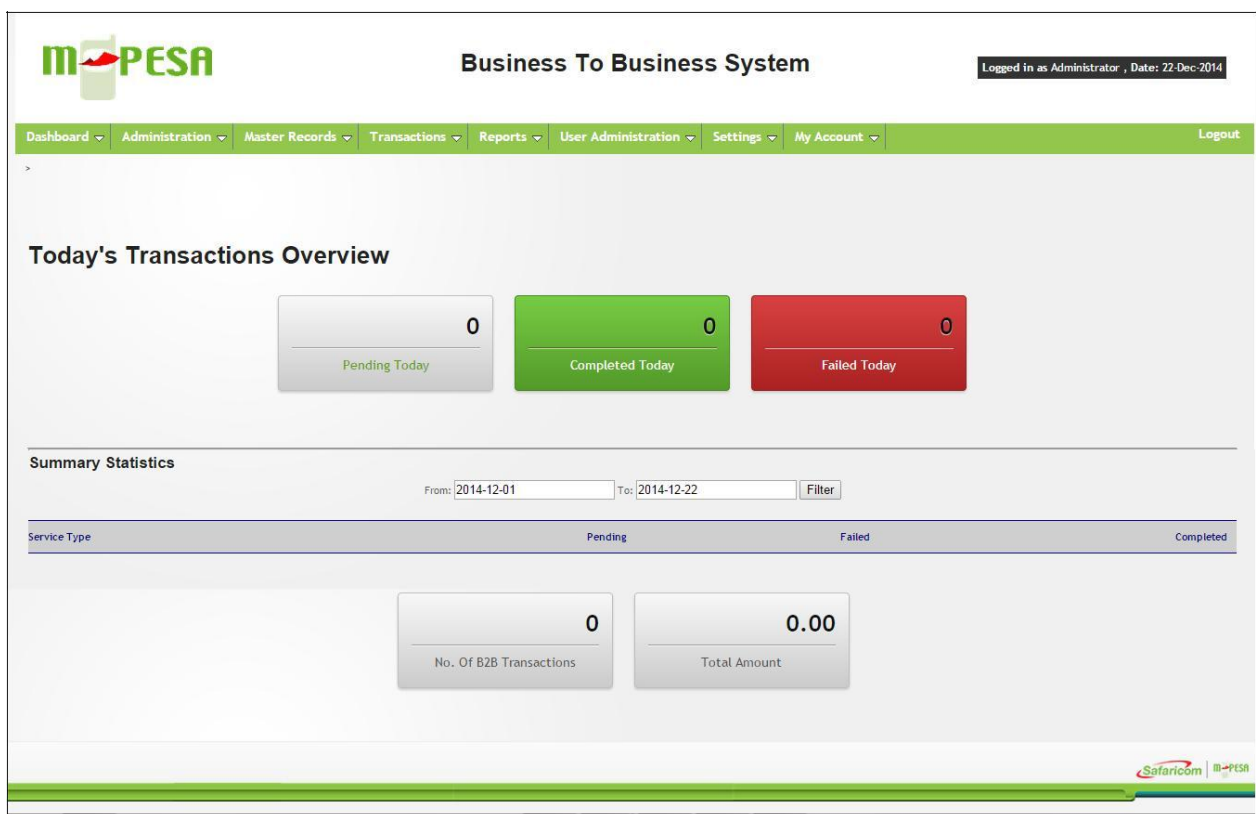 M-PESA
Business To Business System
Logged in as Administrator , Date: 22-Dec-2014
Dashboard Administration Master Records Transactions Reports User Administration Settings My Account Logout
>
Today's Transactions Overview
0 0 0
Pending Today Completed Today Failed Today
Summary Statistics
From: 2014-12-01 To: 2014-12-22 Filter
Service Type Pending Failed Completed
0 0.00
No. Of B2B Transactions Total Amount
Safaricom M-PESA